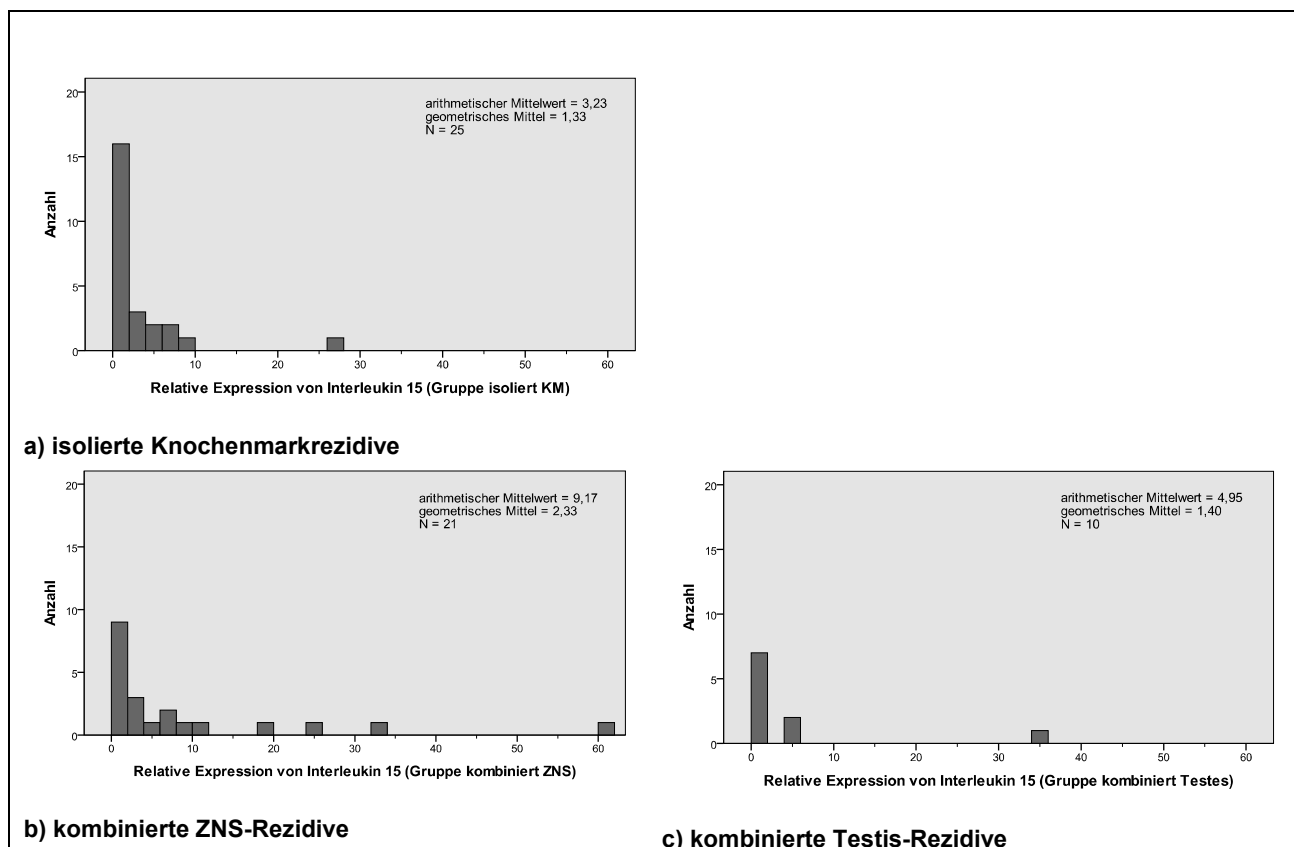 arithmetischer Mittelwert = 3,23
geometrisches Mittel = 1,33
N = 25
20
15
10
5
0
Anzahl
0 10 20 30 40 50 60
Relative Expression von Interleukin 15 (Gruppe isoliert KM)
a) isolierte Knochenmarkrezidive
arithmetischer Mittelwert = 9,17
geometrisches Mittel = 2,33
N = 21
20
15
10
5
0
Anzahl
0 10 20 30 40 50 60
Relative Expression von Interleukin 15 (Gruppe kombiniert ZNS)
b) kombinierte ZNS-Rezidive
arithmetischer Mittelwert = 4,95
geometrisches Mittel = 1,40
N = 10
20
15
10
5
0
Anzahl
0 10 20 30 40 50 60
Relative Expression von Interleukin 15 (Gruppe kombiniert Testes)
c) kombinierte Testis-Rezidive